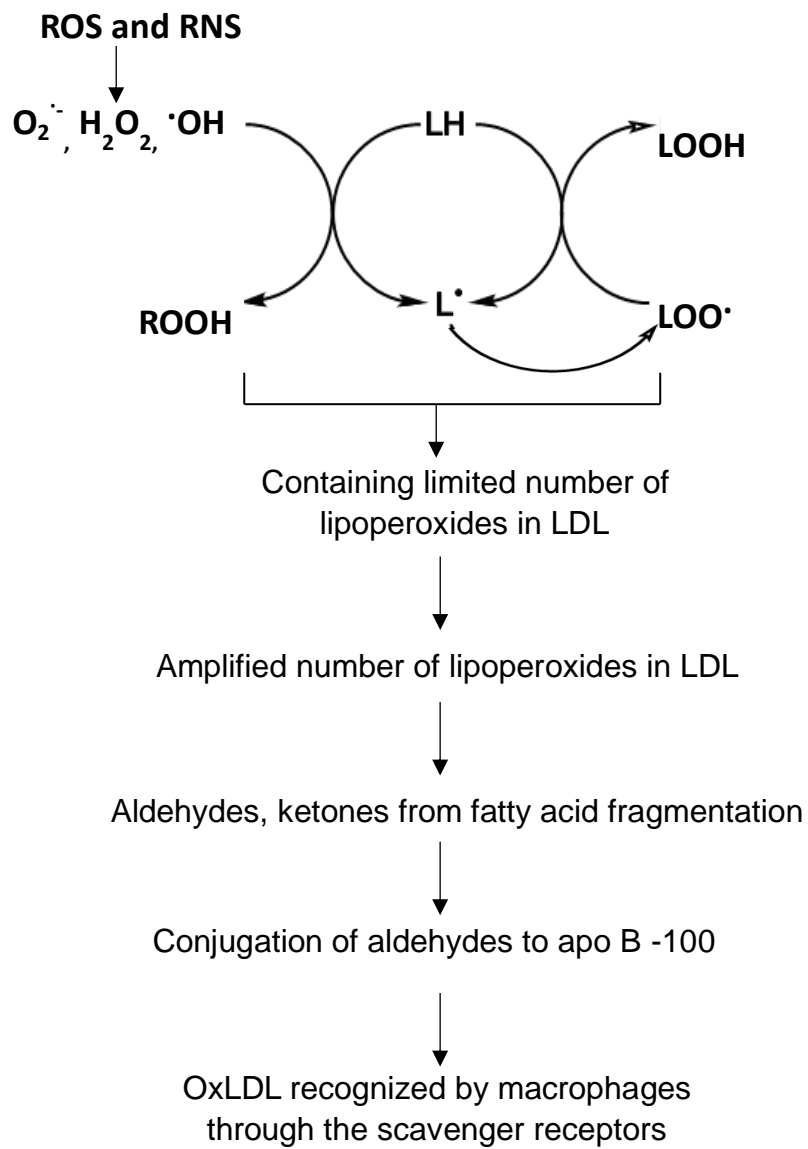 ROS and RNS
O₂·⁻, H₂O₂, ·OH
LH
LOOH
ROOH
L·
LOO·
Containing limited number of
lipoperoxides in LDL
Amplified number of lipoperoxides in LDL
Aldehydes, ketones from fatty acid fragmentation
Conjugation of aldehydes to apo B -100
OxLDL recognized by macrophages
through the scavenger receptors